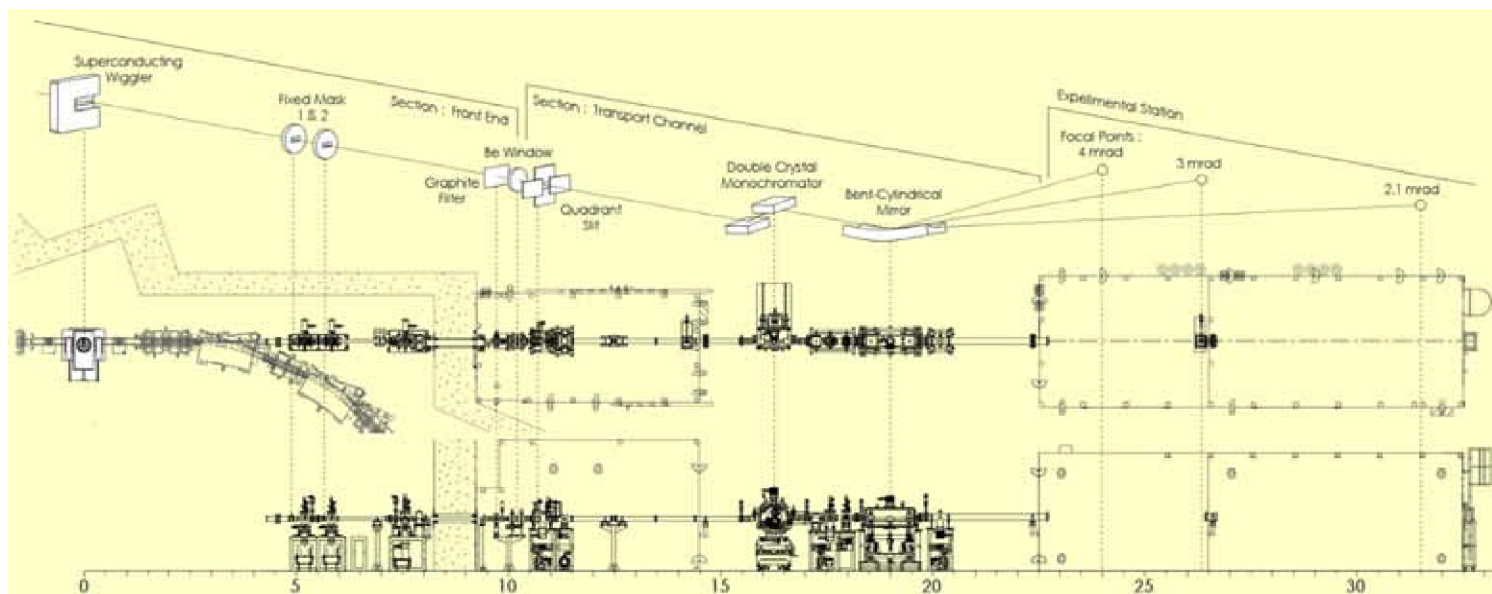 Superconducting
Wiggler
Fixed Mask
1 & 2
Section : Front End
Section : Transport Channel
Be Window
Graphite
Filter
Quadrant
Slit
Double Crystal
Monochromator
Bent-Cylindrical
Mirror
Experimental Station
Focal Points :
4 mrad
3 mrad
2.1 mrad
0
5
10
15
20
25
30